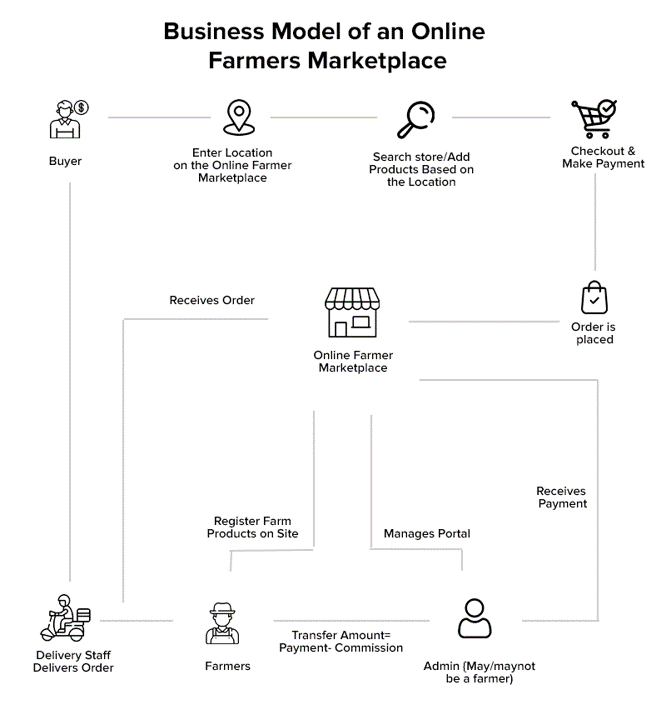 Business Model of an Online
Farmers Marketplace
$
Buyer
Enter Location
on the Online Farmer
Marketplace
Search store/Add
Products Based on
the Location
Checkout &
Make Payment
Receives Order
Online Farmer
Marketplace
Order is
placed
Register Farm
Products on Site
Manages Portal
Receives
Payment
Delivery Staff
Delivers Order
Farmers
Transfer Amount=
Payment- Commission
Admin (May/maynot
be a farmer)